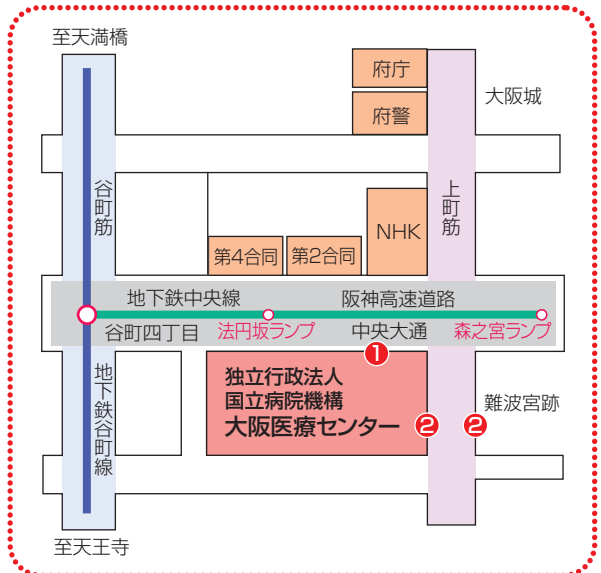 至天満橋
府庁
府警
大阪城
谷町筋
上町筋
NHK
第4合同
第2合同
地下鉄中央線
阪神高速道路
谷町四丁目
法円坂ランプ
中央大通
森之宮ランプ
1
独立行政法人
国立病院機構
大阪医療センター
2
2
難波宮跡
地下鉄谷町線
至天王寺